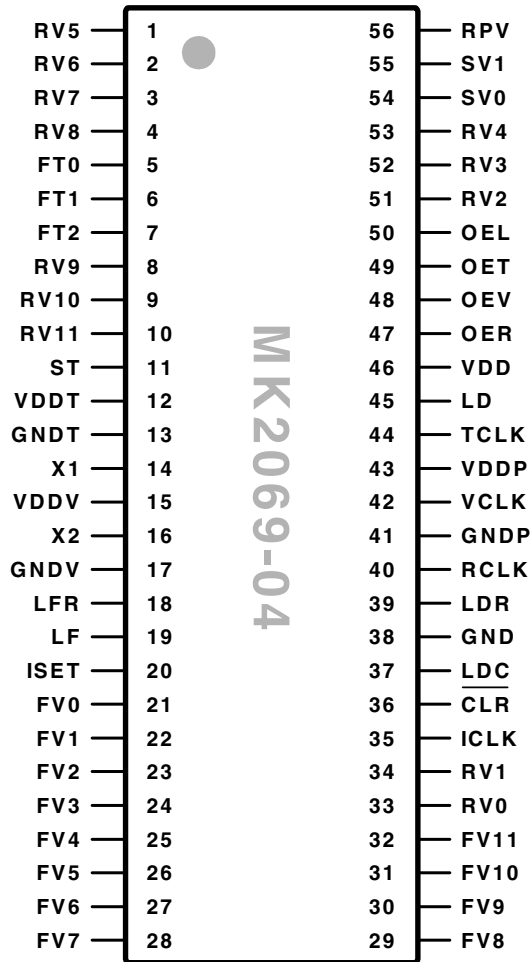 RV5 1 56 RPV
RV6 2 55 SV1
RV7 3 54 SV0
RV8 4 53 RV4
FT0 5 52 RV3
FT1 6 51 RV2
FT2 7 50 OEL
RV9 8 49 OET
RV10 9 48 OEV
RV11 10 47 OER
ST 11 46 VDD
VDDT 12 45 LD
GNDT 13 44 TCLK
X1 14 43 VDDP
VDDV 15 42 VCLK
X2 16 41 GNDP
GNDV 17 40 RCLK
LFR 18 39 LDR
LF 19 38 GND
ISET 20 37 LDC
FV0 21 36 CLR
FV1 22 35 ICLK
FV2 23 34 RV1
FV3 24 33 RV0
FV4 25 32 FV11
FV5 26 31 FV10
FV6 27 30 FV9
FV7 28 29 FV8
MK2069-04